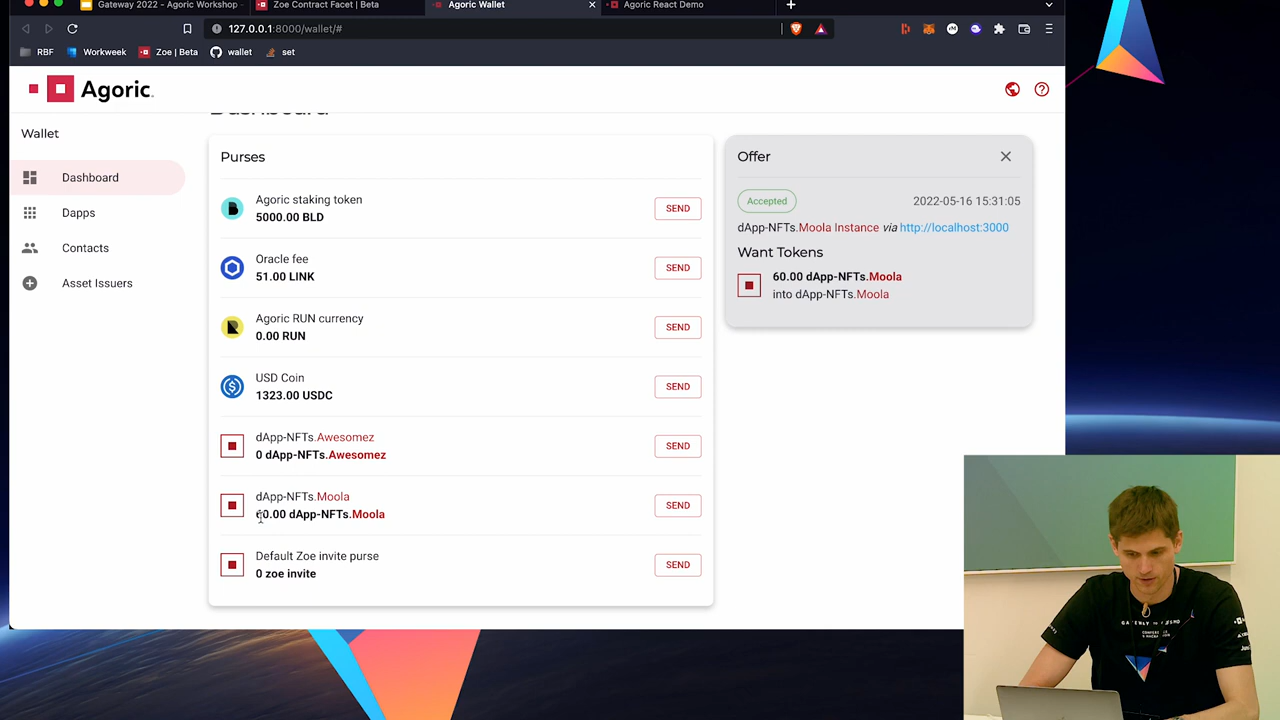 Gateway 2022 - Agoric Workshop
Zoe Contract Facet | Beta
Agoric Wallet
Agoric React Demo
127.0.0.1:8000/wallet/#
RBF
Workweek
Zoe | Beta
wallet
set
Agoric
Wallet
Dashboard
Dapps
Contacts
Asset Issuers
Dashboard
Purses
Agoric staking token
5000.00 BLD
SEND
Oracle fee
51.00 LINK
SEND
Agoric RUN currency
0.00 RUN
SEND
USD Coin
1323.00 USDC
SEND
dApp-NFTs.Awesomez
0 dApp-NFTs.Awesomez
SEND
dApp-NFTs.Moola
60.00 dApp-NFTs.Moola
SEND
Default Zoe invite purse
0 zoe invite
SEND
Offer
Accepted
2022-05-16 15:31:05
dApp-NFTs.Moola Instance via http://localhost:3000
Want Tokens
60.00 dApp-NFTs.Moola
into dApp-NFTs.Moola